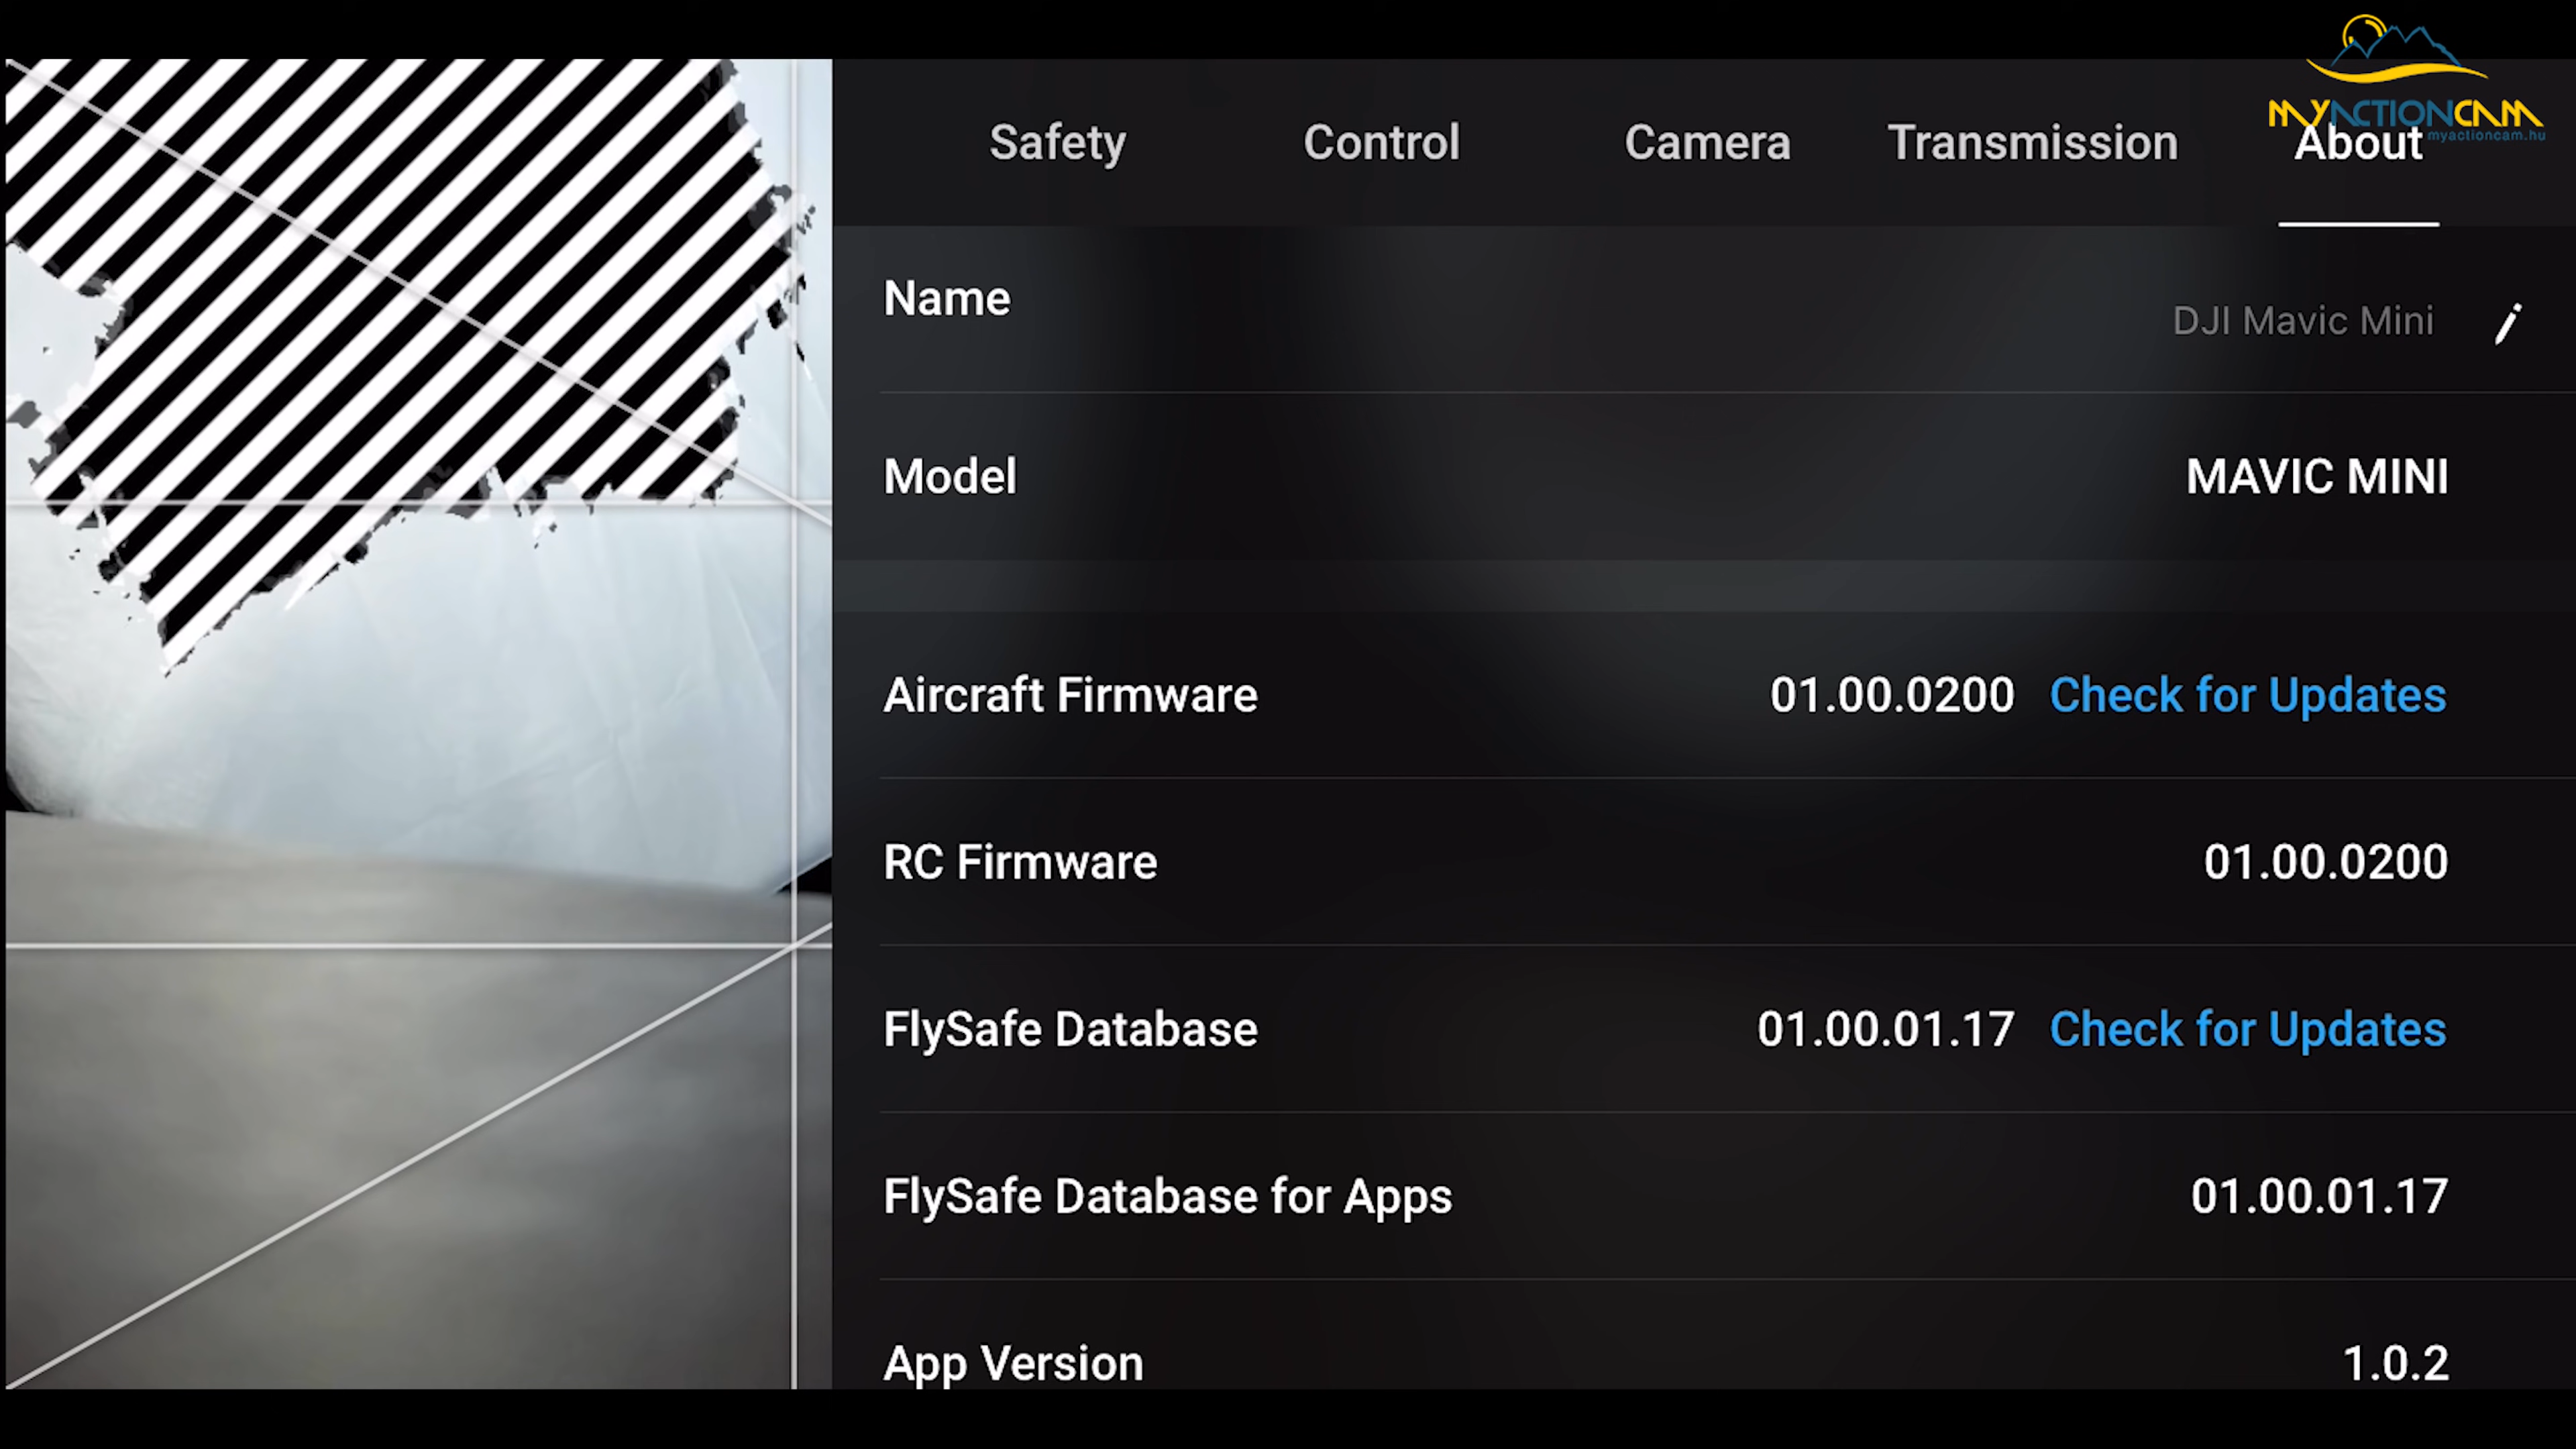 MYACTIONCAM
myactioncam.hu
Safety Control Camera Transmission About
Name DJI Mavic Mini
Model MAVIC MINI
Aircraft Firmware 01.00.0200 Check for Updates
RC Firmware 01.00.0200
FlySafe Database 01.00.01.17 Check for Updates
FlySafe Database for Apps 01.00.01.17
App Version 1.0.2